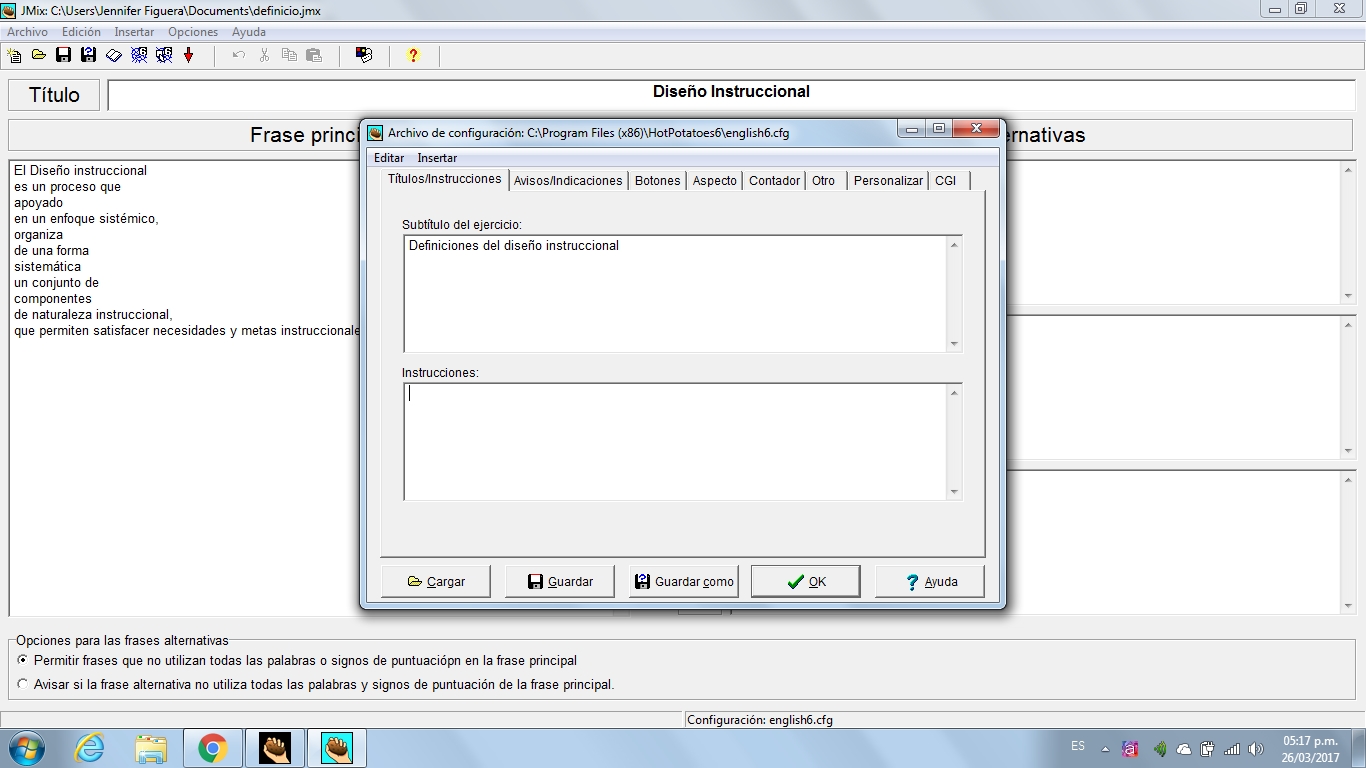 JMix: C:\Users\Jennifer Figuera\Documents\definicio.jmx
Archivo Edición Insertar Opciones Ayuda
Título
Diseño Instruccional
Frase princi
rnativas
El Diseño instruccional
es un proceso que
apoyado
en un enfoque sistémico,
organiza
de una forma
sistemática
un conjunto de
componentes
de naturaleza instruccional,
que permiten satisfacer necesidades y metas instruccionale
Archivo de configuración: C:\Program Files (x86)\HotPotatoes6\english6.cfg
Editar Insertar
Títulos/Instrucciones Avisos/Indicaciones Botones Aspecto Contador Otro Personalizar CGI
Subtítulo del ejercicio:
Definiciones del diseño instruccional
Instrucciones:
Cargar Guardar Guardar como OK Ayuda
Opciones para las frases alternativas
Permitir frases que no utilizan todas las palabras o signos de puntuaciópn en la frase principal
Avisar si la frase alternativa no utiliza todas las palabras y signos de puntuación de la frase principal.
Configuración: english6.cfg
ES
05:17 p.m.
26/03/2017